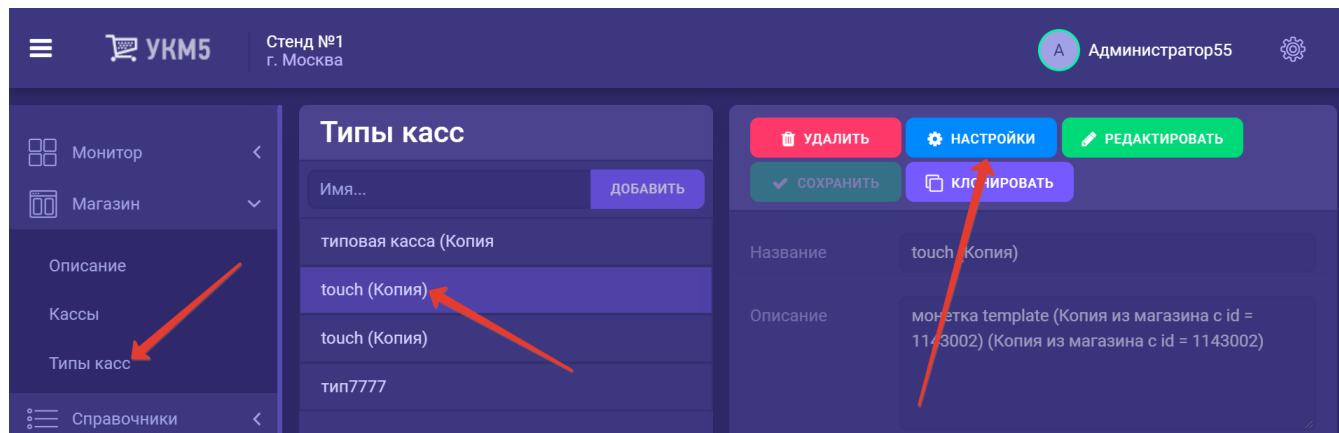 УКМ5
Стенд №1
г. Москва
А
Администратор55
Монитор
Магазин
Описание
Кассы
Типы касс
Справочники
Типы касс
Имя...
ДОБАВИТЬ
типовая касса (Копия
touch (Копия)
touch (Копия)
тип7777
УДАЛИТЬ
НАСТРОЙКИ
РЕДАКТИРОВАТЬ
СОХРАНИТЬ
КЛОНИРОВАТЬ
Название
touch (Копия)
Описание
монетка template (Копия из магазина с id =
1143002) (Копия из магазина с id = 1143002)